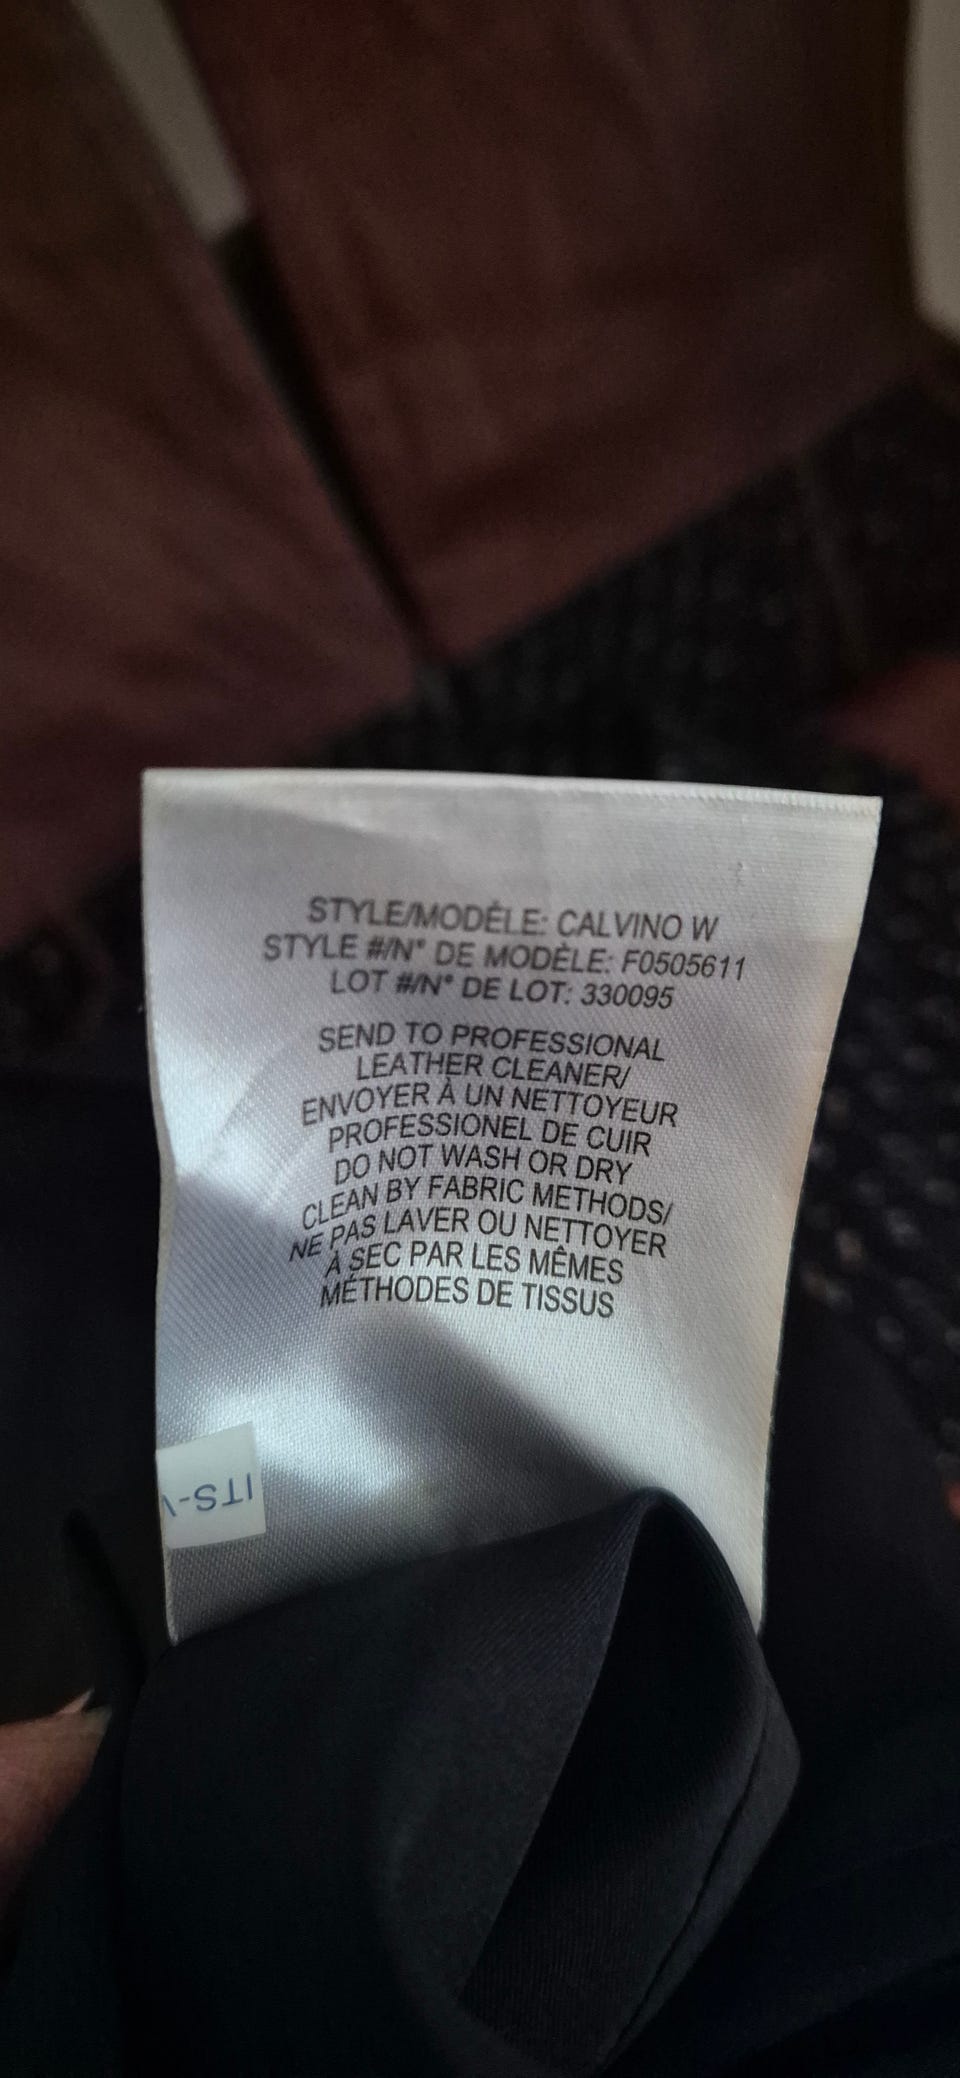 STYLE/MODÈLE: CALVINO W
STYLE #/N° DE MODÈLE: F0505611
LOT #/N° DE LOT: 330095
SEND TO PROFESSIONAL
LEATHER CLEANER/
ENVOYER À UN NETTOYEUR
PROFESSIONEL DE CUIR
DO NOT WASH OR DRY
CLEAN BY FABRIC METHODS/
NE PAS LAVER OU NETTOYER
À SEC PAR LES MÊMES
MÉTHODES DE TISSUS
ITS-